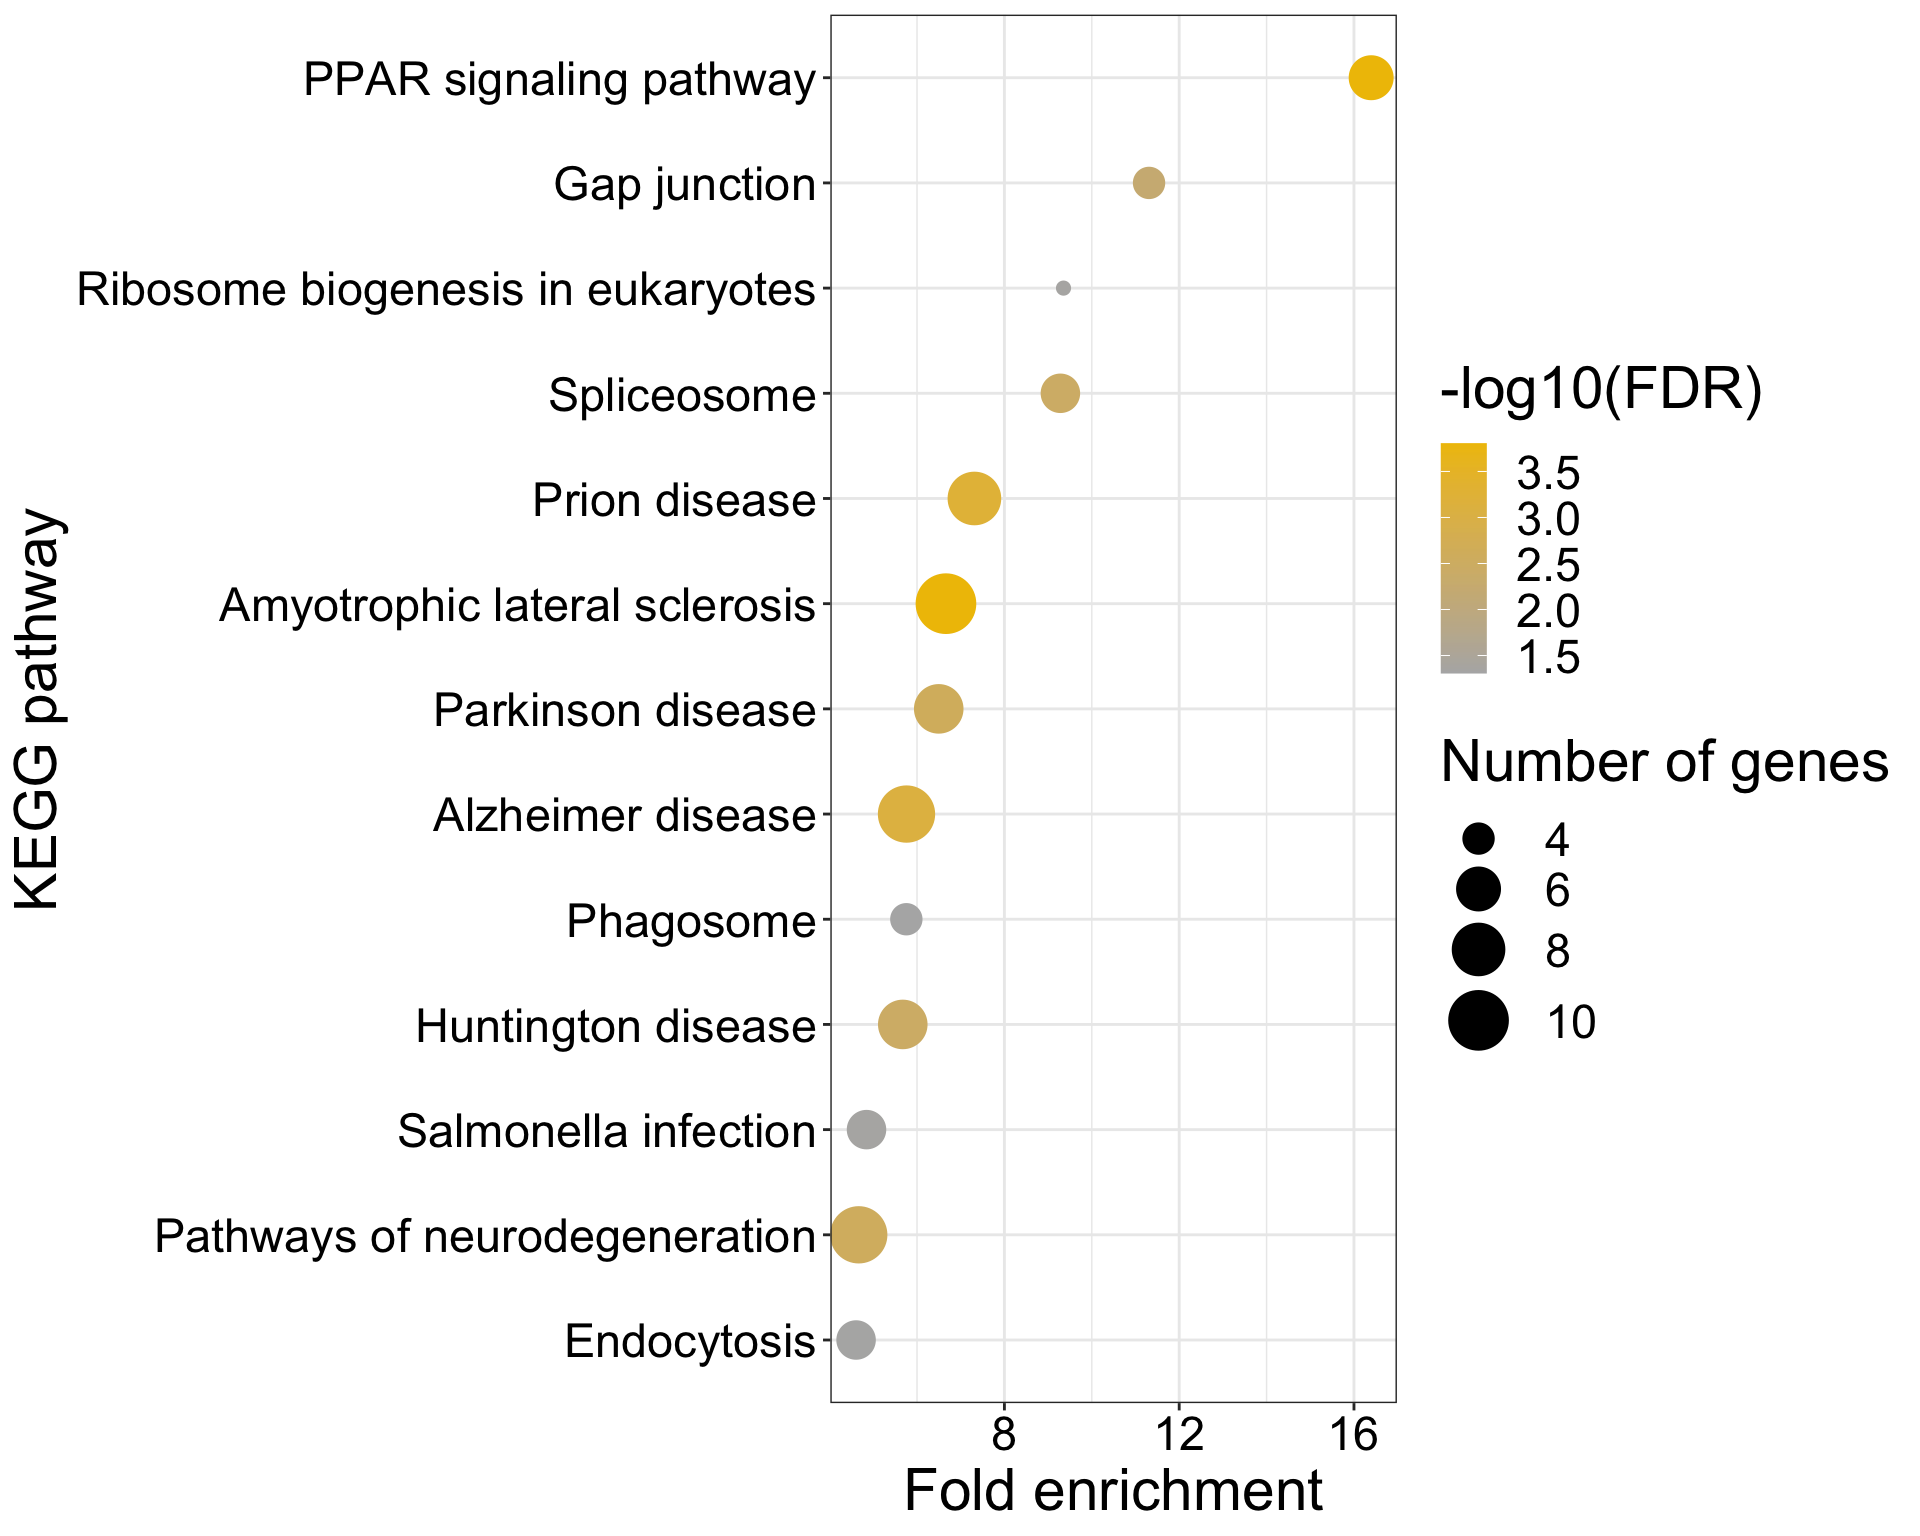 KEGG pathway
PPAR signaling pathway
Gap junction
Ribosome biogenesis in eukaryotes
Spliceosome
Prion disease
Amyotrophic lateral sclerosis
Parkinson disease
Alzheimer disease
Phagosome
Huntington disease
Salmonella infection
Pathways of neurodegeneration
Endocytosis
8 12 16
Fold enrichment
-log10(FDR)
3.5
3.0
2.5
2.0
1.5
Number of genes
4
6
8
10